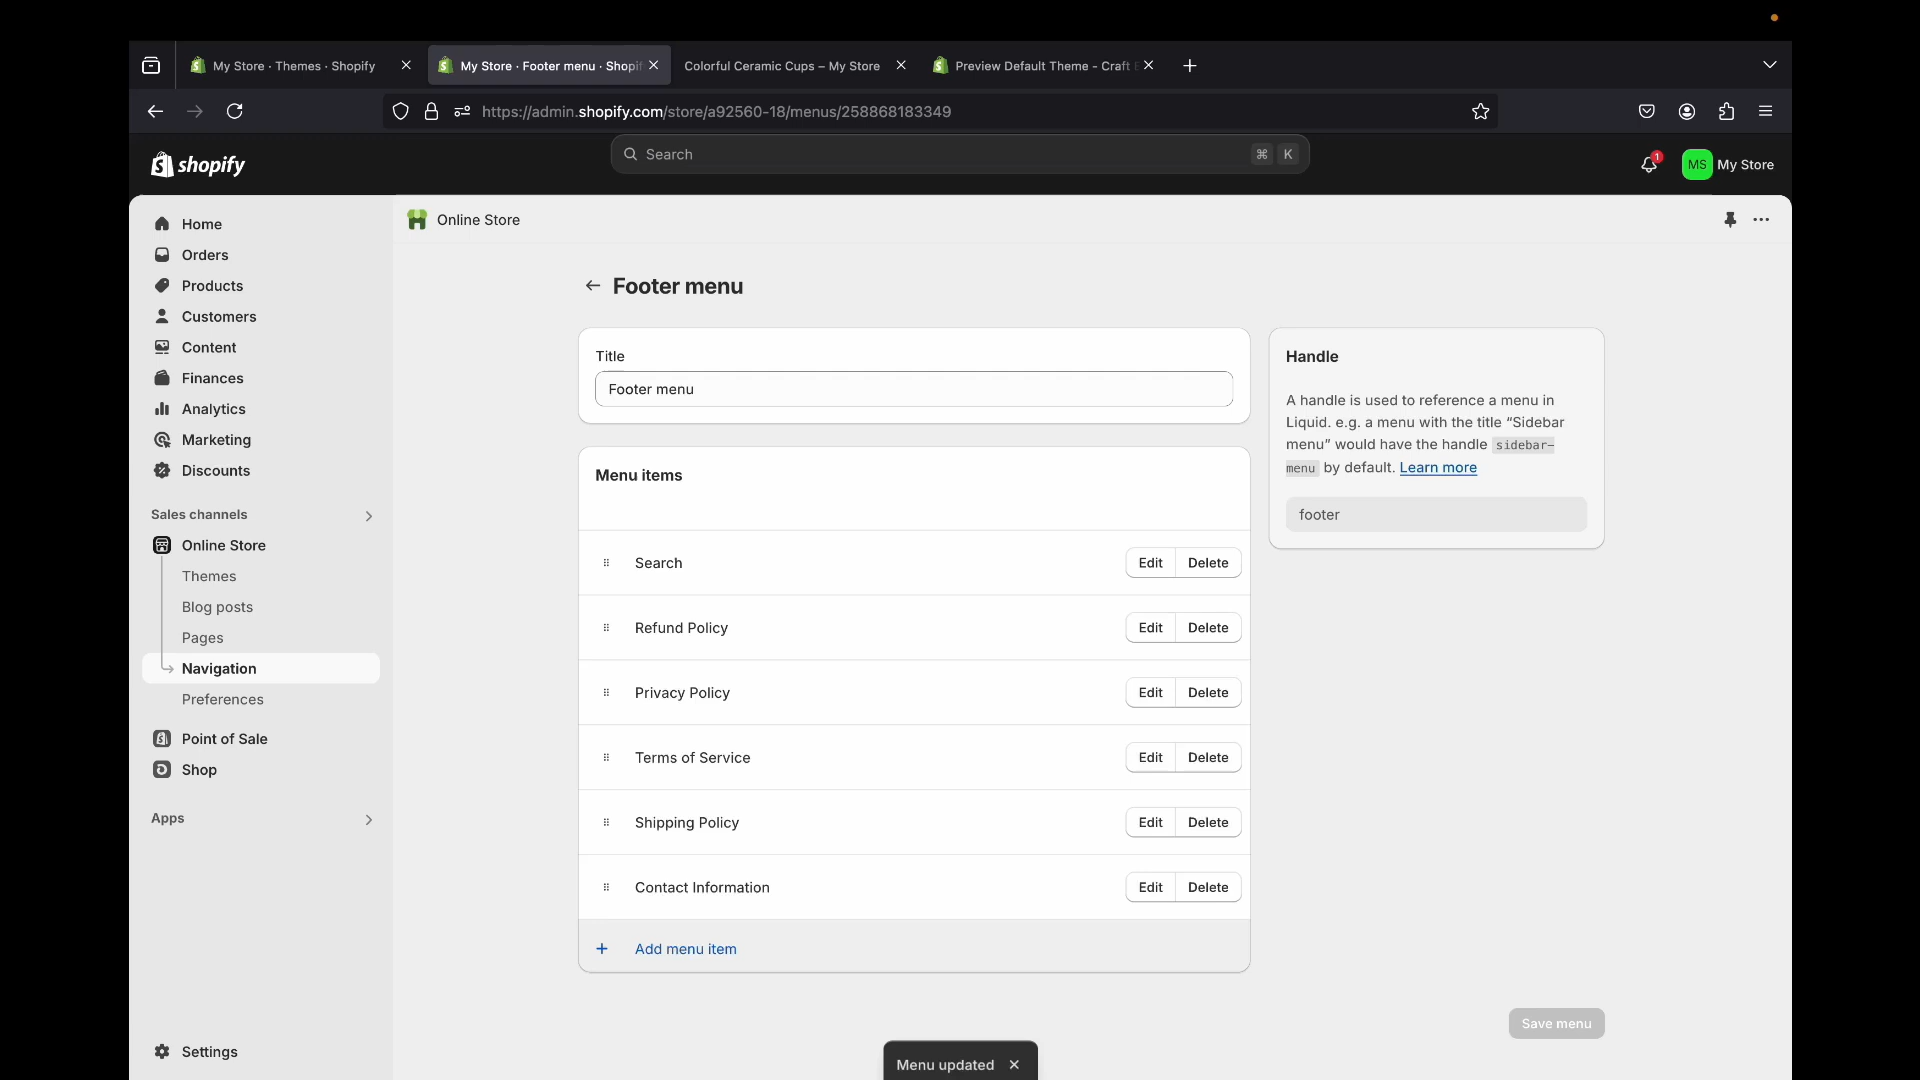 My Store · Themes · Shopify
My Store · Footer menu · Shopif
Colorful Ceramic Cups – My Store
Preview Default Theme - Craft
https://admin.shopify.com/store/a92560-18/menus/258868183349
shopify
Search
⌘ K
1
MS
My Store
Home
Orders
Products
Customers
Content
Finances
Analytics
Marketing
Discounts
Sales channels
Online Store
Themes
Blog posts
Pages
Navigation
Preferences
Point of Sale
Shop
Apps
Settings
Online Store
Footer menu
Title
Footer menu
Menu items
Search
Edit
Delete
Refund Policy
Edit
Delete
Privacy Policy
Edit
Delete
Terms of Service
Edit
Delete
Shipping Policy
Edit
Delete
Contact Information
Edit
Delete
Add menu item
Handle
A handle is used to reference a menu in
Liquid. e.g. a menu with the title “Sidebar
menu” would have the handle sidebar-
menu by default. Learn more
footer
Save menu
Menu updated